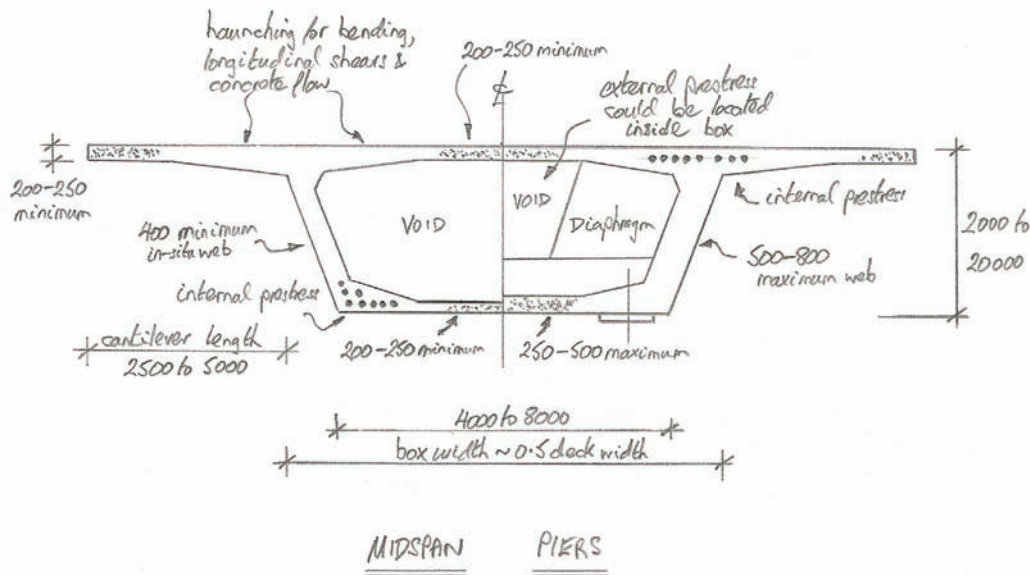 haunching for bending,
longitudinal shears &
concrete flow
200-250 minimum
℄
external prestress
could be located
inside box
200-250
minimum
400 minimum
in-situ web
VOID
VOID
Diaphragm
internal prestress
2000 to
20000
500-800
maximum web
internal prestress
cantilever length
2500 to 5000
200-250 minimum
250-500 maximum
4000 to 8000
box width ~ 0.5 deck width
MIDSPAN
PIERS